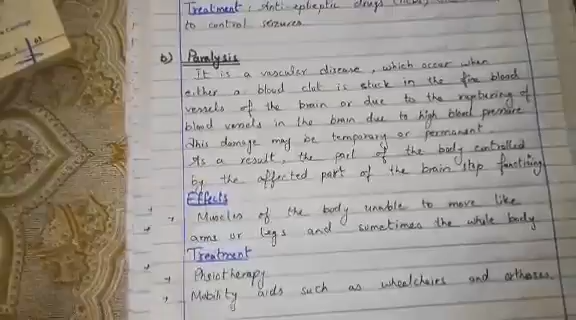 Treatment: Anti-epileptic drugs
to control seizures.
b) Paralysis
It is a vascular disease, which occur when
either a blood clot is stuck in the fine blood
vessels of the brain or due to the rupturing of
blood vessels in the brain due to high blood pressure
This damage may be temporary or permanent.
As a result, the part of the body controlled
by the affected part of the brain stop functioning
Effects
→ Muscles of the body unable to move like
arms or legs and sometimes the whole body
Treatment
→ Phisiotherapy
→ Mobility aids such as wheelchairs and orthoses.